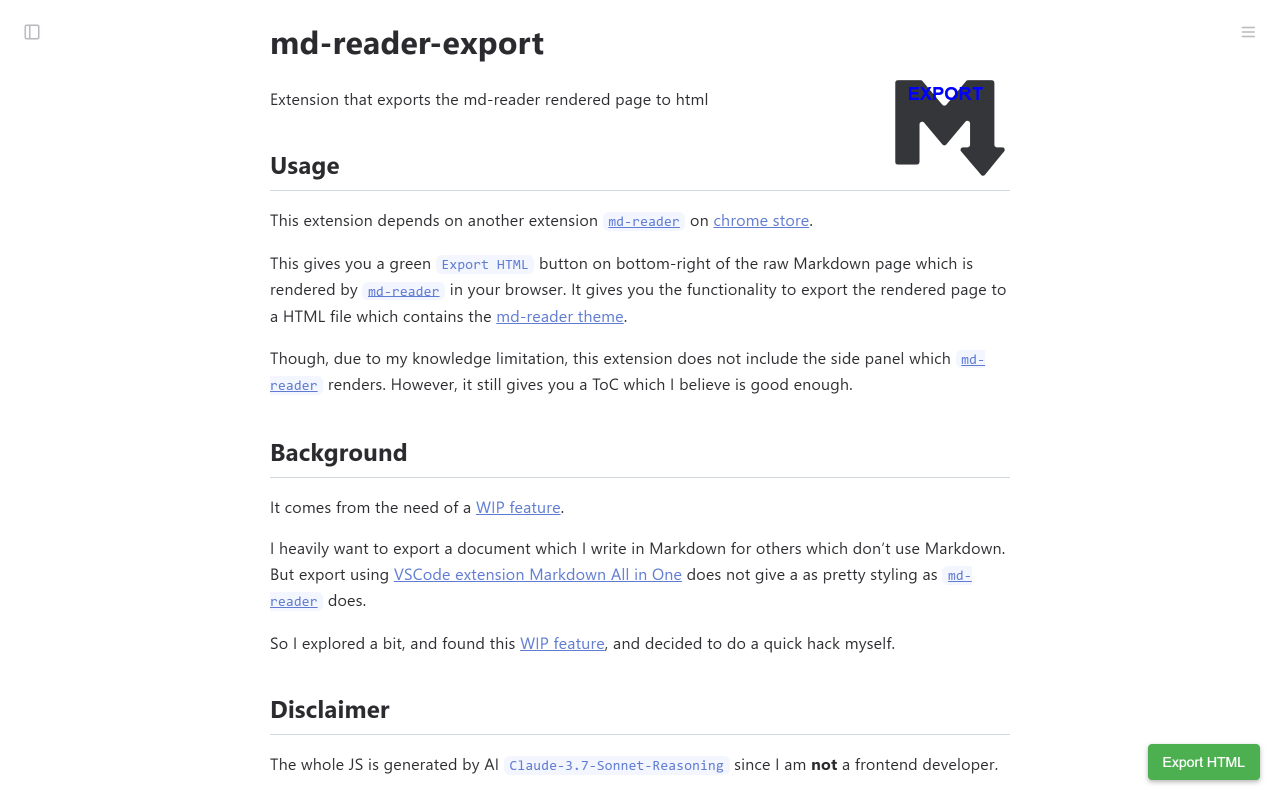 md-reader-export
Extension that exports the md-reader rendered page to html
EXPORT
Usage
This extension depends on another extension md-reader on chrome store.
This gives you a green Export HTML button on bottom-right of the raw Markdown page which is
rendered by md-reader in your browser. It gives you the functionality to export the rendered page to
a HTML file which contains the md-reader theme.
Though, due to my knowledge limitation, this extension does not include the side panel which md-
reader renders. However, it still gives you a ToC which I believe is good enough.
Background
It comes from the need of a WIP feature.
I heavily want to export a document which I write in Markdown for others which don’t use Markdown.
But export using VSCode extension Markdown All in One does not give a as pretty styling as md-
reader does.
So I explored a bit, and found this WIP feature, and decided to do a quick hack myself.
Disclaimer
The whole JS is generated by AI Claude-3.7-Sonnet-Reasoning since I am not a frontend developer.
Export HTML